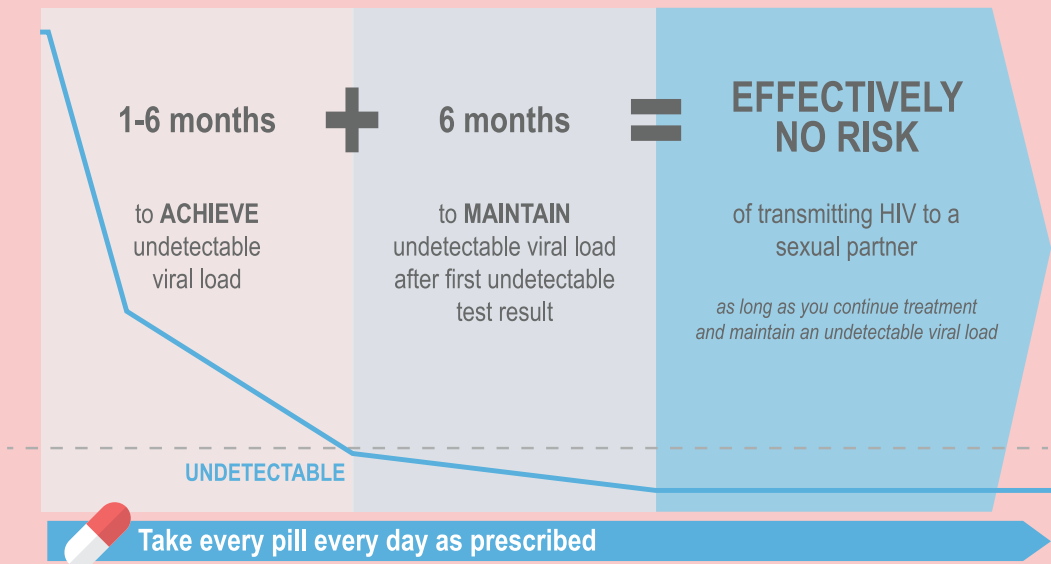 1-6 months
to ACHIEVE
undetectable
viral load
+
6 months
to MAINTAIN
undetectable viral load
after first undetectable
test result
=
EFFECTIVELY
NO RISK
of transmitting HIV to a
sexual partner
as long as you continue treatment
and maintain an undetectable viral load
UNDETECTABLE
Take every pill every day as prescribed